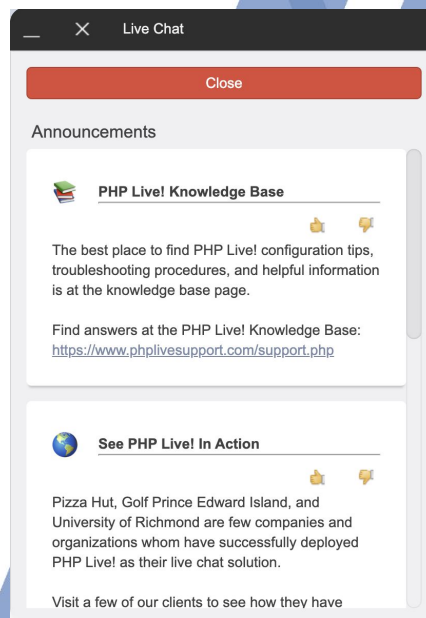 Live Chat
Close
Announcements
PHP Live! Knowledge Base
The best place to find PHP Live! configuration tips,
troubleshooting procedures, and helpful information
is at the knowledge base page.
Find answers at the PHP Live! Knowledge Base:
https://www.phplivesupport.com/support.php
See PHP Live! In Action
Pizza Hut, Golf Prince Edward Island, and
University of Richmond are few companies and
organizations whom have successfully deployed
PHP Live! as their live chat solution.
Visit a few of our clients to see how they have